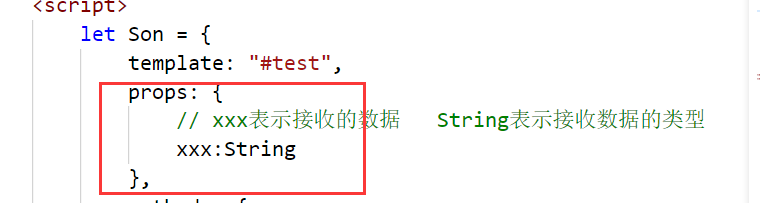 <script>
let Son = {
template: "#test",
props: {
// xxx表示接收的数据   String表示接收数据的类型
xxx:String
},